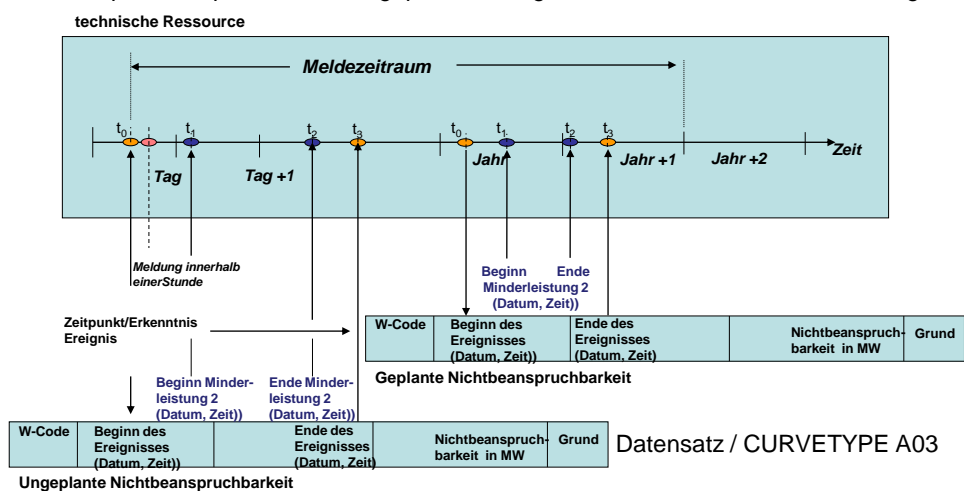 technische Ressource
Meldezeitraum
t0 t1 t2 t3 t0 t1 t2 t3
Tag Tag +1 Jahr Jahr +1 Jahr +2 Zeit
Meldung innerhalb
einerStunde
Beginn Ende
Minderleistung 2
(Datum, Zeit))
Zeitpunkt/Erkenntnis
Ereignis
W-Code
Beginn des
Ereignisses
(Datum, Zeit))
Ende des
Ereignisses
(Datum, Zeit)
Nichtbeanspruch-
barkeit in MW
Grund
Geplante Nichtbeanspruchbarkeit
Beginn Minder-
leistung 2
(Datum, Zeit))
Ende Minder-
leistung 2
(Datum, Zeit))
W-Code
Beginn des
Ereignisses
(Datum, Zeit))
Ende des
Ereignisses
(Datum, Zeit)
Nichtbeanspruch-
barkeit in MW
Grund
Datensatz / CURVETYPE A03
Ungeplante Nichtbeanspruchbarkeit